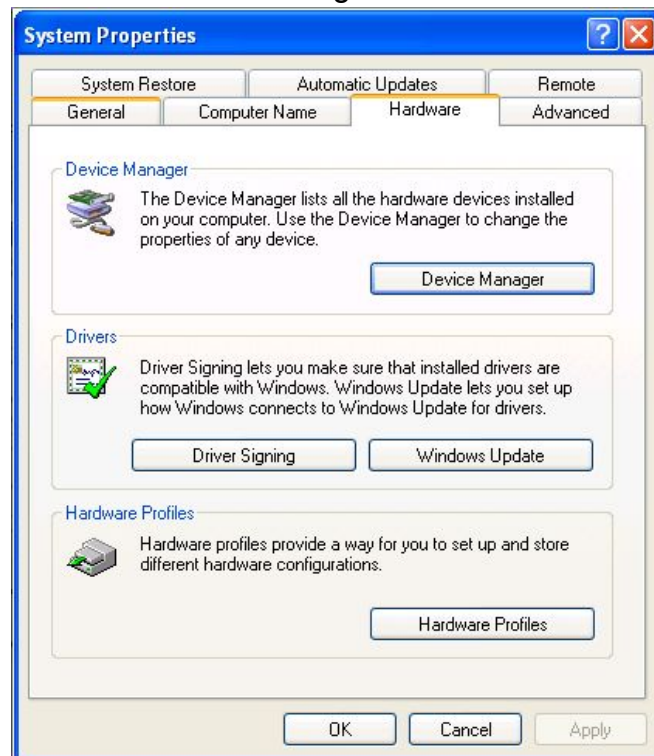 System Properties
System Restore
Automatic Updates
Remote
General
Computer Name
Hardware
Advanced
Device Manager
The Device Manager lists all the hardware devices installed
on your computer. Use the Device Manager to change the
properties of any device.
Device Manager
Drivers
Driver Signing lets you make sure that installed drivers are
compatible with Windows. Windows Update lets you set up
how Windows connects to Windows Update for drivers.
Driver Signing
Windows Update
Hardware Profiles
Hardware profiles provide a way for you to set up and store
different hardware configurations.
Hardware Profiles
OK
Cancel
Apply